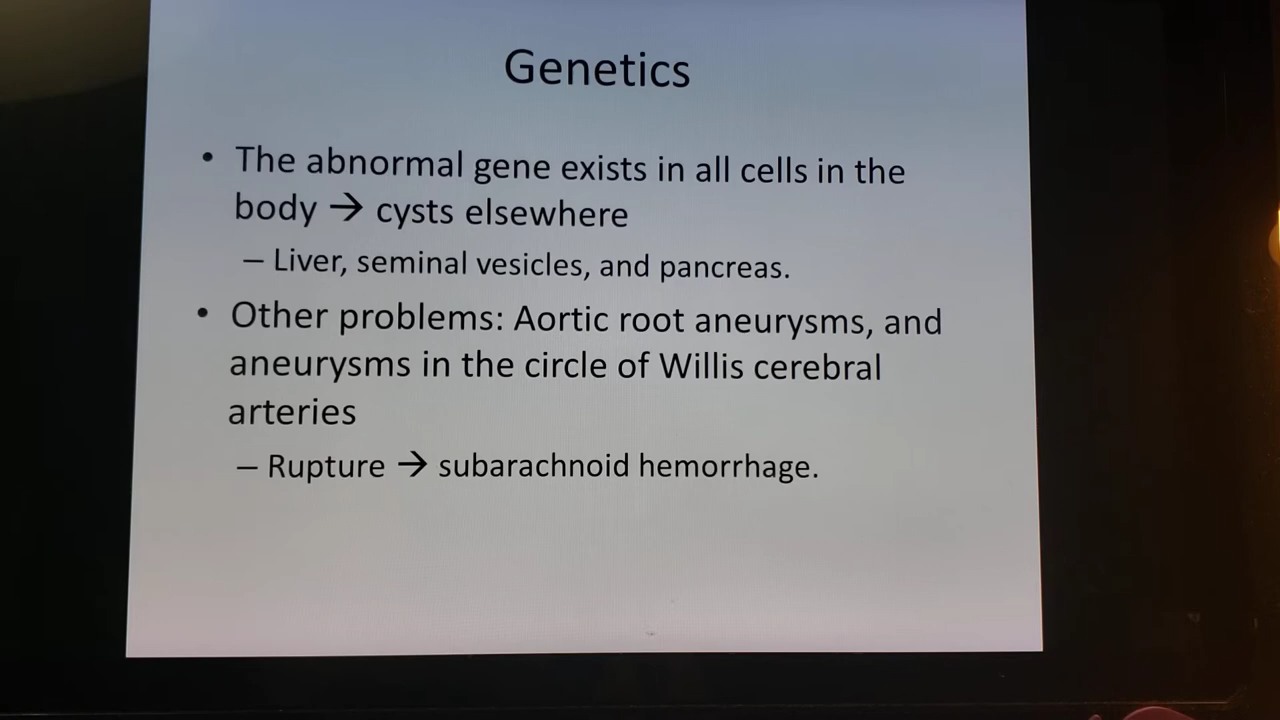 Genetics
• The abnormal gene exists in all cells in the
body → cysts elsewhere
– Liver, seminal vesicles, and pancreas.
• Other problems: Aortic root aneurysms, and
aneurysms in the circle of Willis cerebral
arteries
– Rupture → subarachnoid hemorrhage.